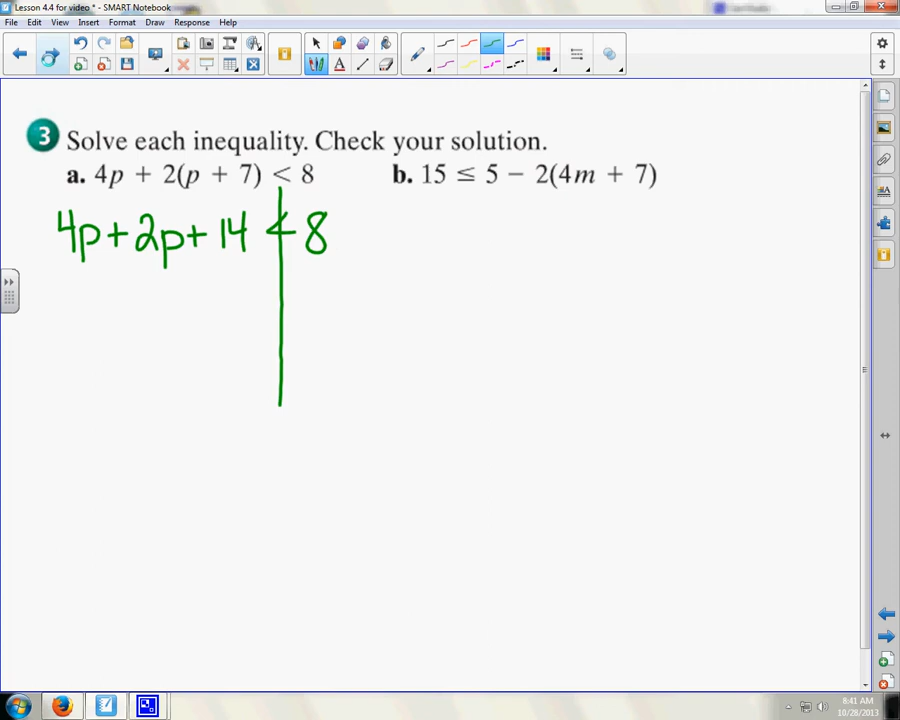 Lesson 4.4 for video * - SMART Notebook
File Edit View Insert Format Draw Response Help
3 Solve each inequality. Check your solution.
a. 4p + 2(p + 7) < 8 b. 15 ≤ 5 − 2(4m + 7)
4p+2p+14 < 8
8:41 AM
10/28/2013